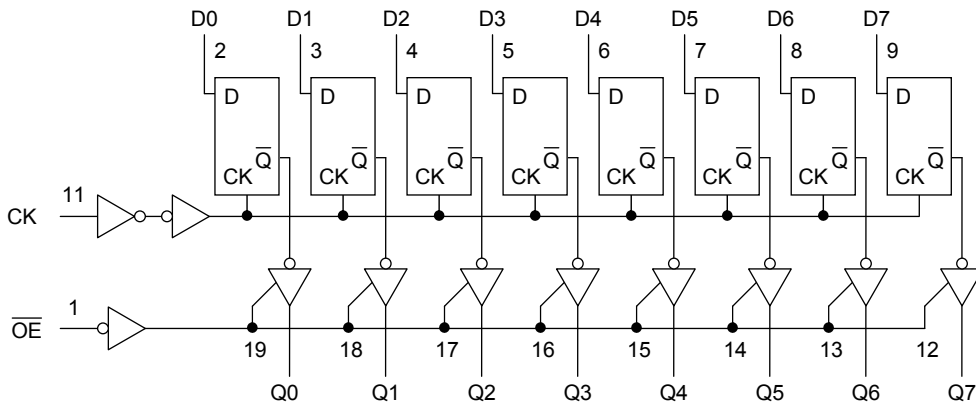 D0 D1 D2 D3 D4 D5 D6 D7
2 3 4 5 6 7 8 9
D D D D D D D D
Q̅ Q̅ Q̅ Q̅ Q̅ Q̅ Q̅ Q̅
CK CK CK CK CK CK CK CK
11
CK
1
O̅E̅
19 18 17 16 15 14 13 12
Q0 Q1 Q2 Q3 Q4 Q5 Q6 Q7